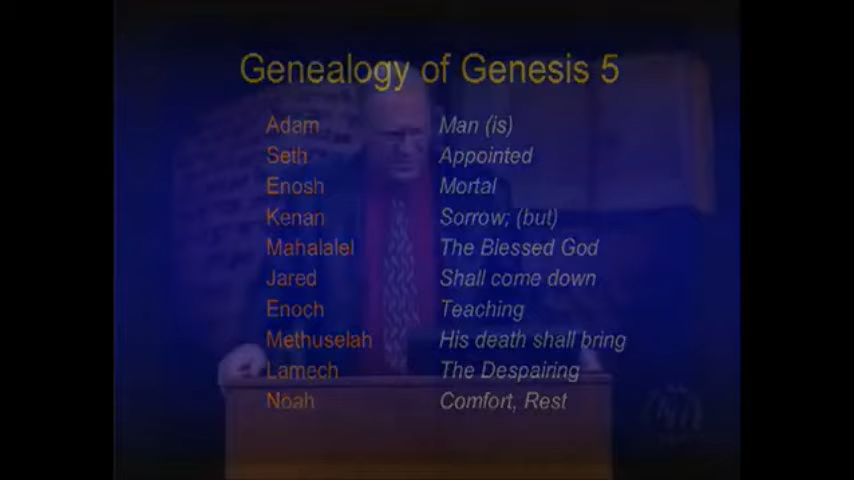 Genealogy of Genesis 5
Adam Man (is)
Seth Appointed
Enosh Mortal
Kenan Sorrow; (but)
Mahalalel The Blessed God
Jared Shall come down
Enoch Teaching
Methuselah His death shall bring
Lamech The Despairing
Noah Comfort, Rest